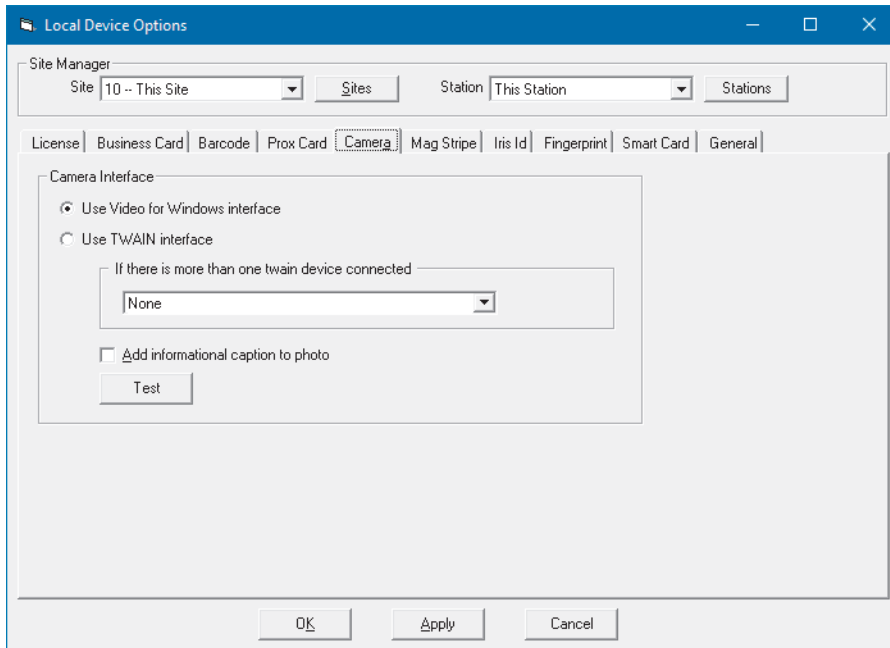 Local Device Options
Site Manager
Site 10 -- This Site Sites Station This Station Stations
License Business Card Barcode Prox Card Camera Mag Stripe Iris Id Fingerprint Smart Card General
Camera Interface
Use Video for Windows interface
Use TWAIN interface
If there is more than one twain device connected
None
Add informational caption to photo
Test
OK Apply Cancel